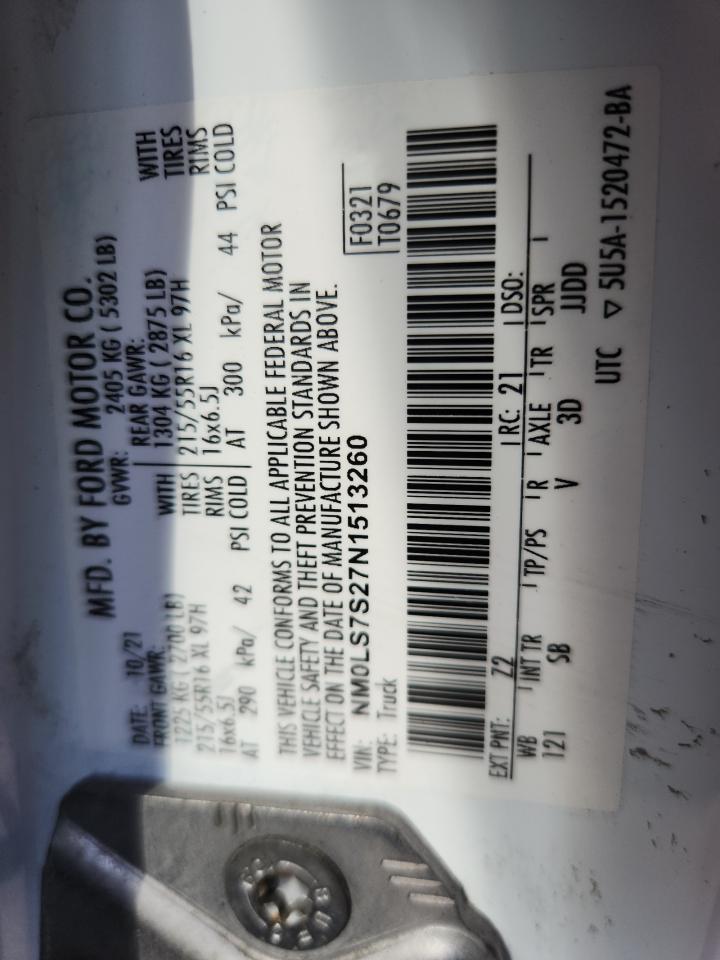 MFD. BY FORD MOTOR CO.
DATE: 10/21 GVWR: 2405 KG ( 5302 LB)
FRONT GAWR: REAR GAWR:
1225 KG ( 2700 LB) WITH 1304 KG ( 2875 LB) WITH
215/55R16 XL 97H TIRES 215/55R16 XL 97H TIRES
16x6.5J RIMS 16x6.5J RIMS
AT 290 kPa/ 42 PSI COLD AT 300 kPa/ 44 PSI COLD
THIS VEHICLE CONFORMS TO ALL APPLICABLE FEDERAL MOTOR
VEHICLE SAFETY AND THEFT PREVENTION STANDARDS IN
EFFECT ON THE DATE OF MANUFACTURE SHOWN ABOVE.
VIN: NM0LS7S27N1513260 F0321
TYPE: Truck T0679
EXT PNT: Z2 RC: 21 DSO:
WB INT TR TP/PS R AXLE TR SPR
121 SB V 3D JJDD
UTC ▽ 5U5A-1520472-BA